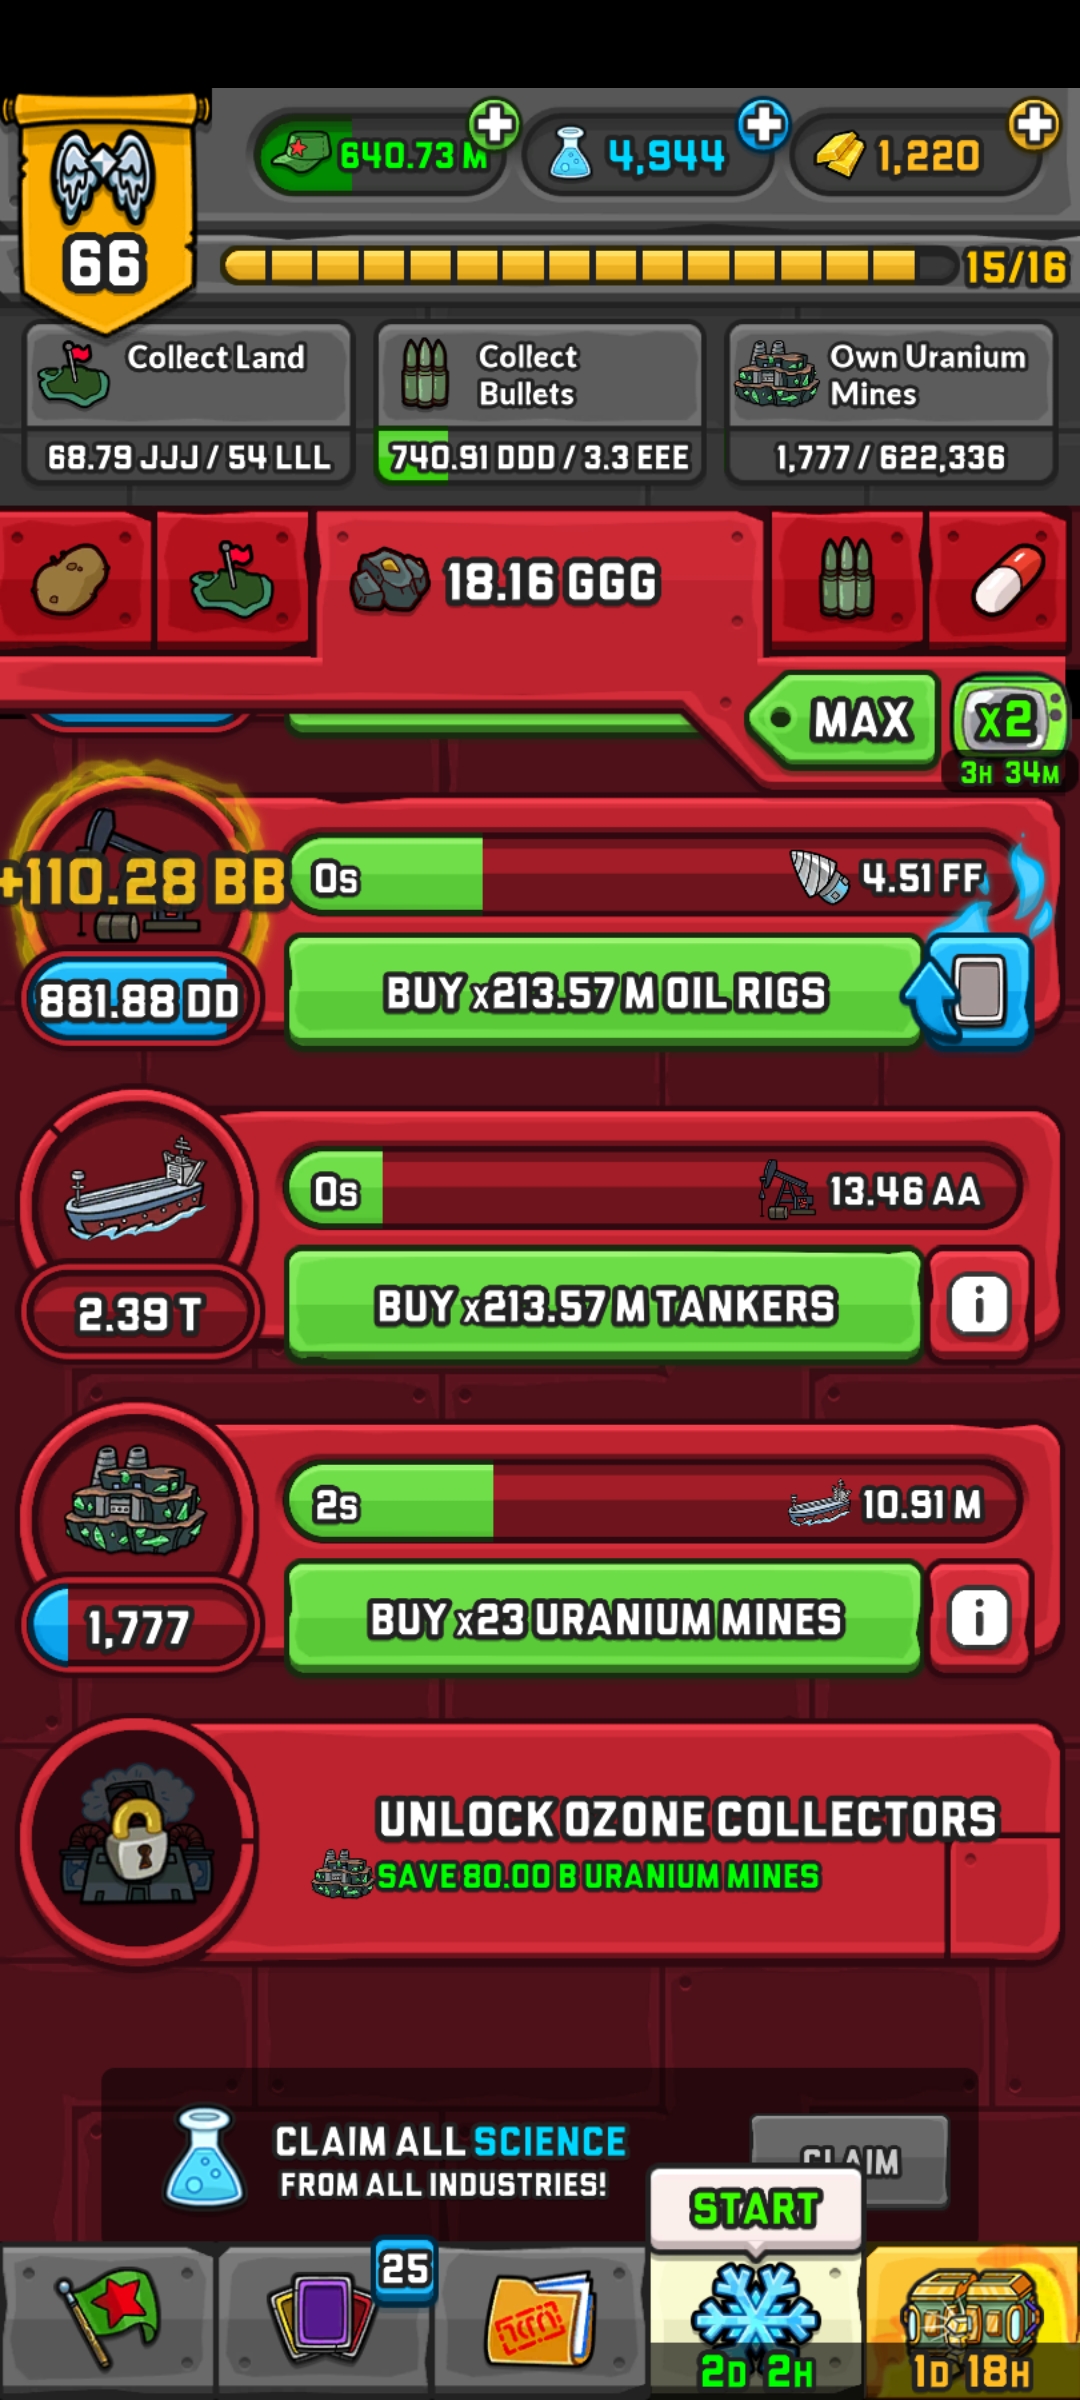 640.73 M
4,944
1,220
66
15/16
Collect Land
68.79 JJJ / 54 LLL
Collect
Bullets
740.91 DDD / 3.3 EEE
Own Uranium
Mines
1,777 / 622,336
18.16 GGG
MAX
x2
3H 34M
+110.28 BB
0s
4.51 FF
881.88 DD
BUY x213.57 M OIL RIGS
0s
13.46 AA
2.39 T
BUY x213.57 M TANKERS
i
2s
10.91 M
1,777
BUY x23 URANIUM MINES
i
UNLOCK OZONE COLLECTORS
SAVE 80.00 B URANIUM MINES
CLAIM ALL SCIENCE
FROM ALL INDUSTRIES!
CLAIM
START
25
2D 2H
1D 18H